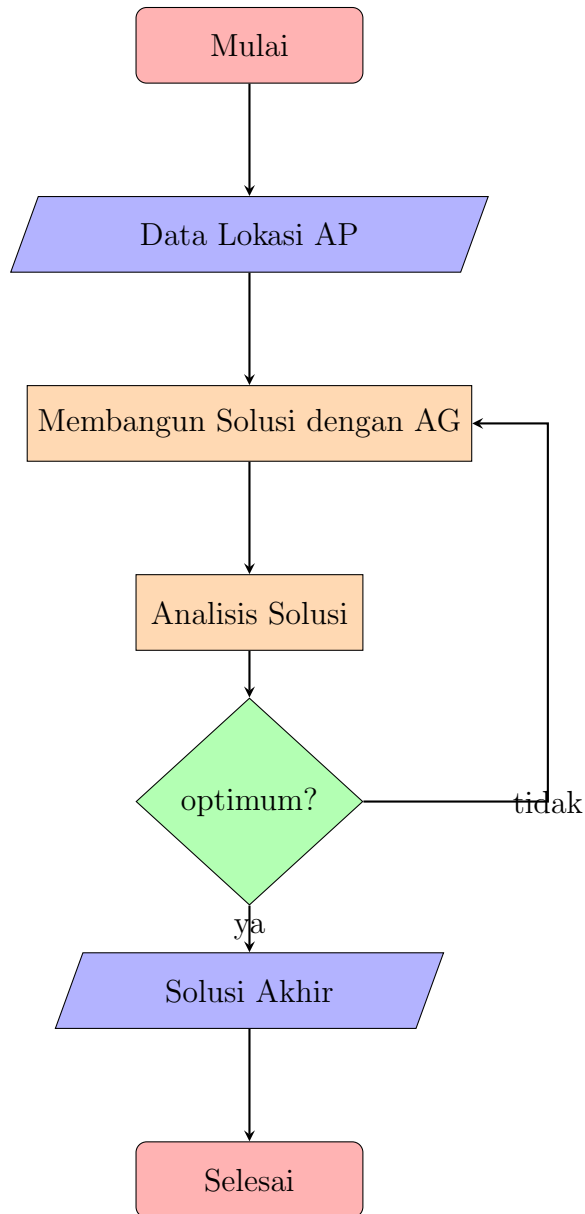 Mulai
Data Lokasi AP
Membangun Solusi dengan AG
Analisis Solusi
optimum?
tidak
ya
Solusi Akhir
Selesai